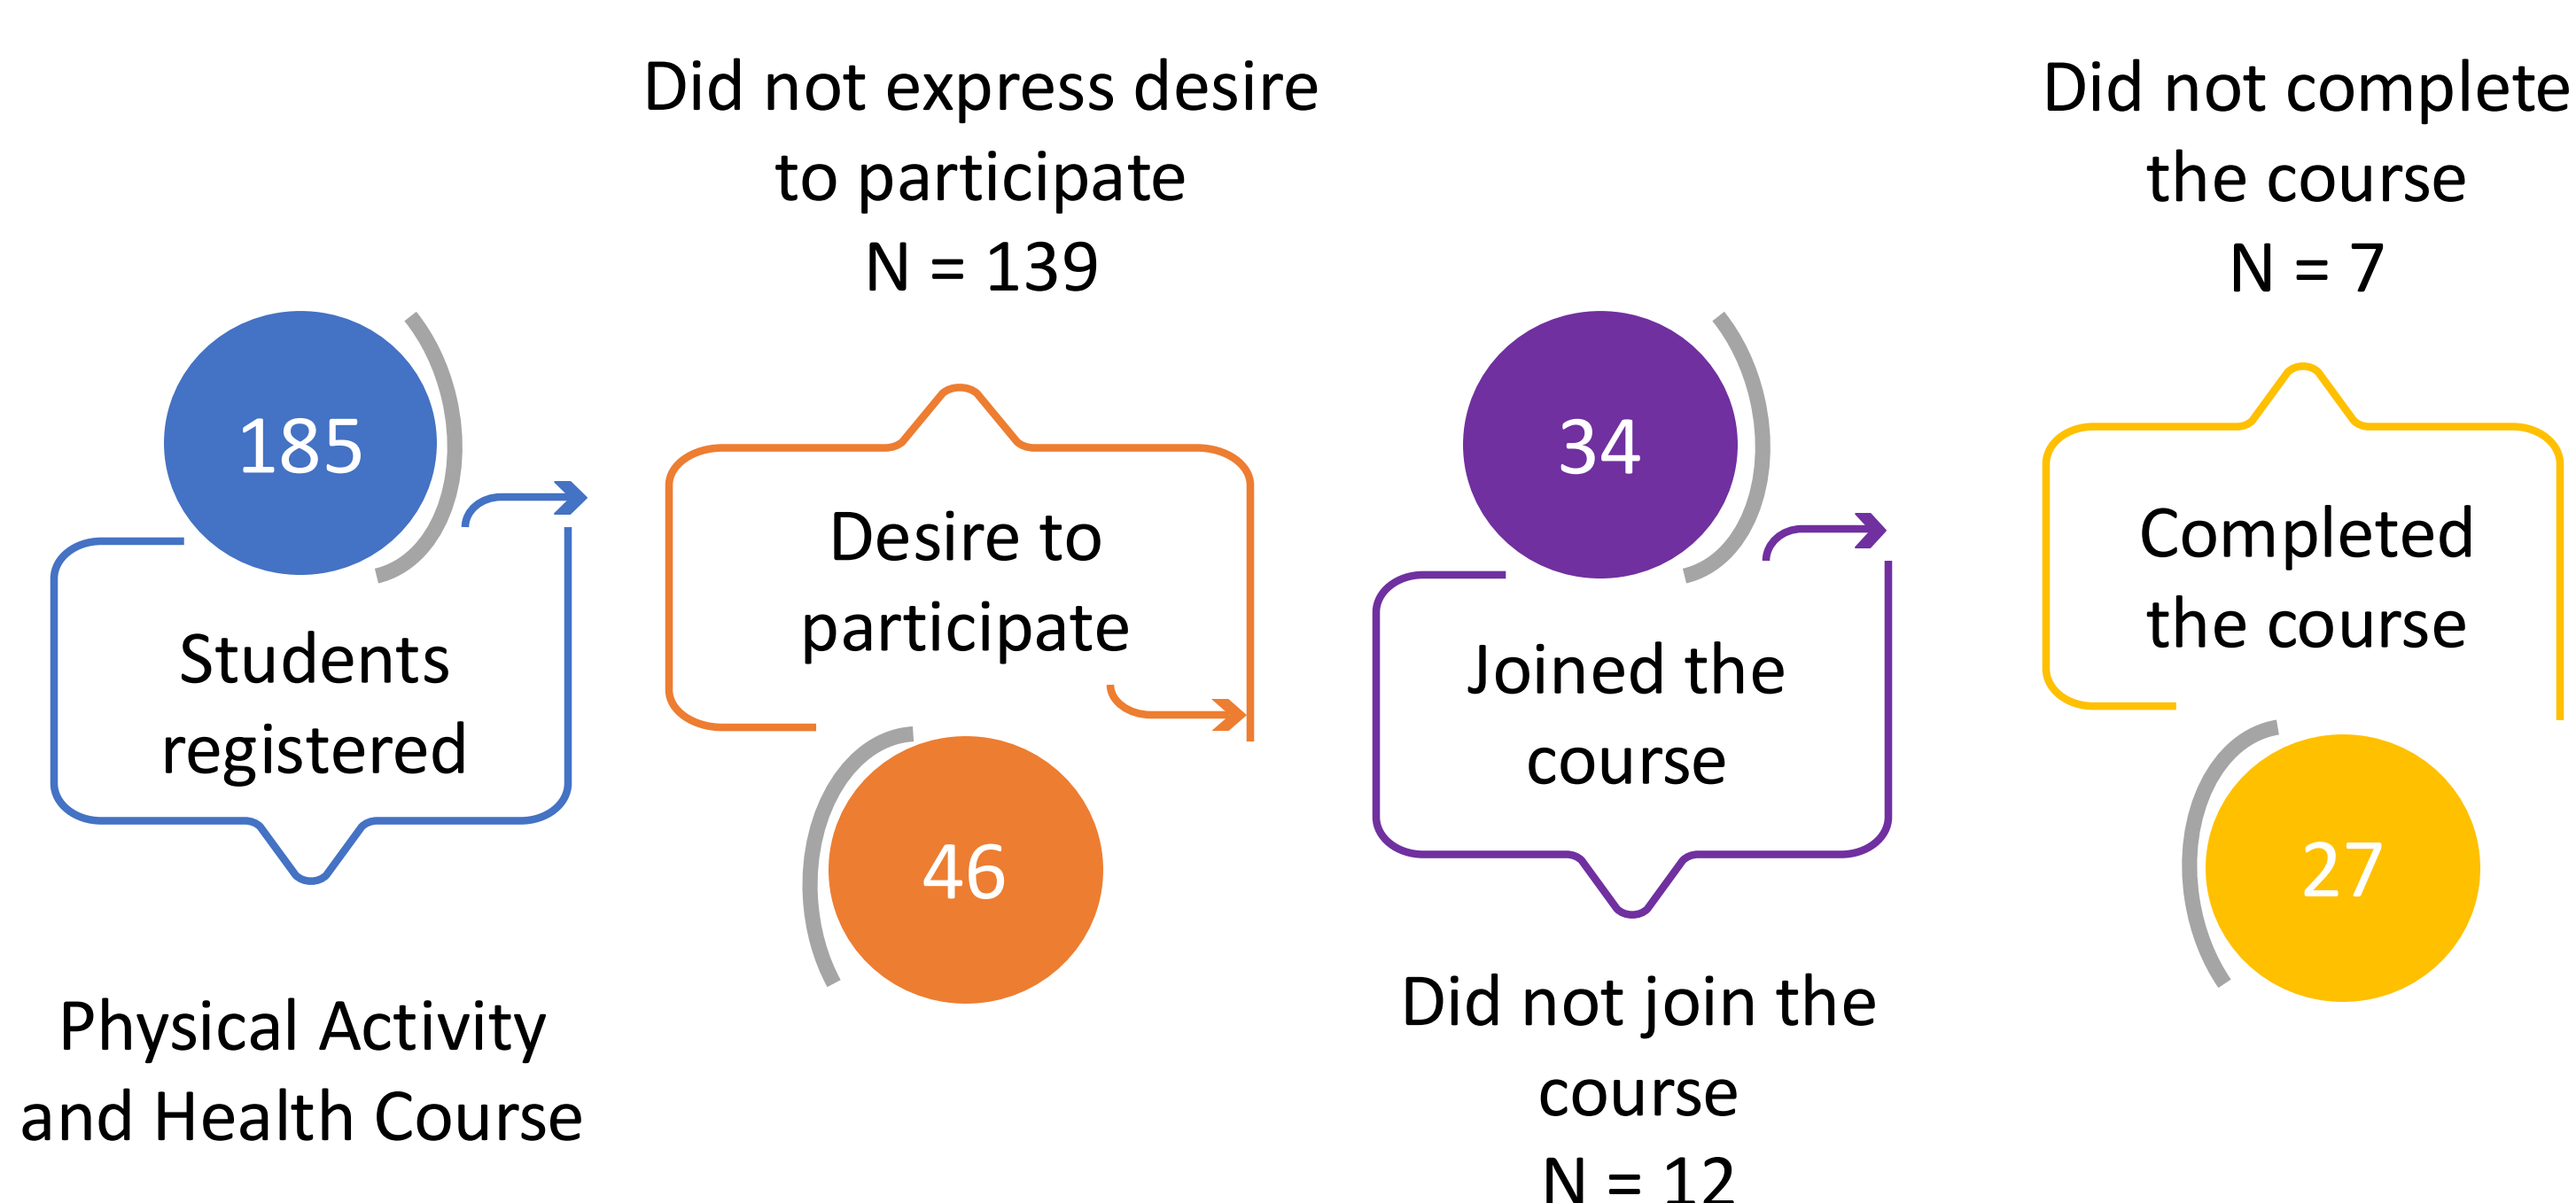 185
Students
registered
Physical Activity
and Health Course
Did not express desire
to participate
N = 139
Desire to
participate
46
34
Joined the
course
Did not join the
course
N = 12
Did not complete
the course
N = 7
Completed
the course
27